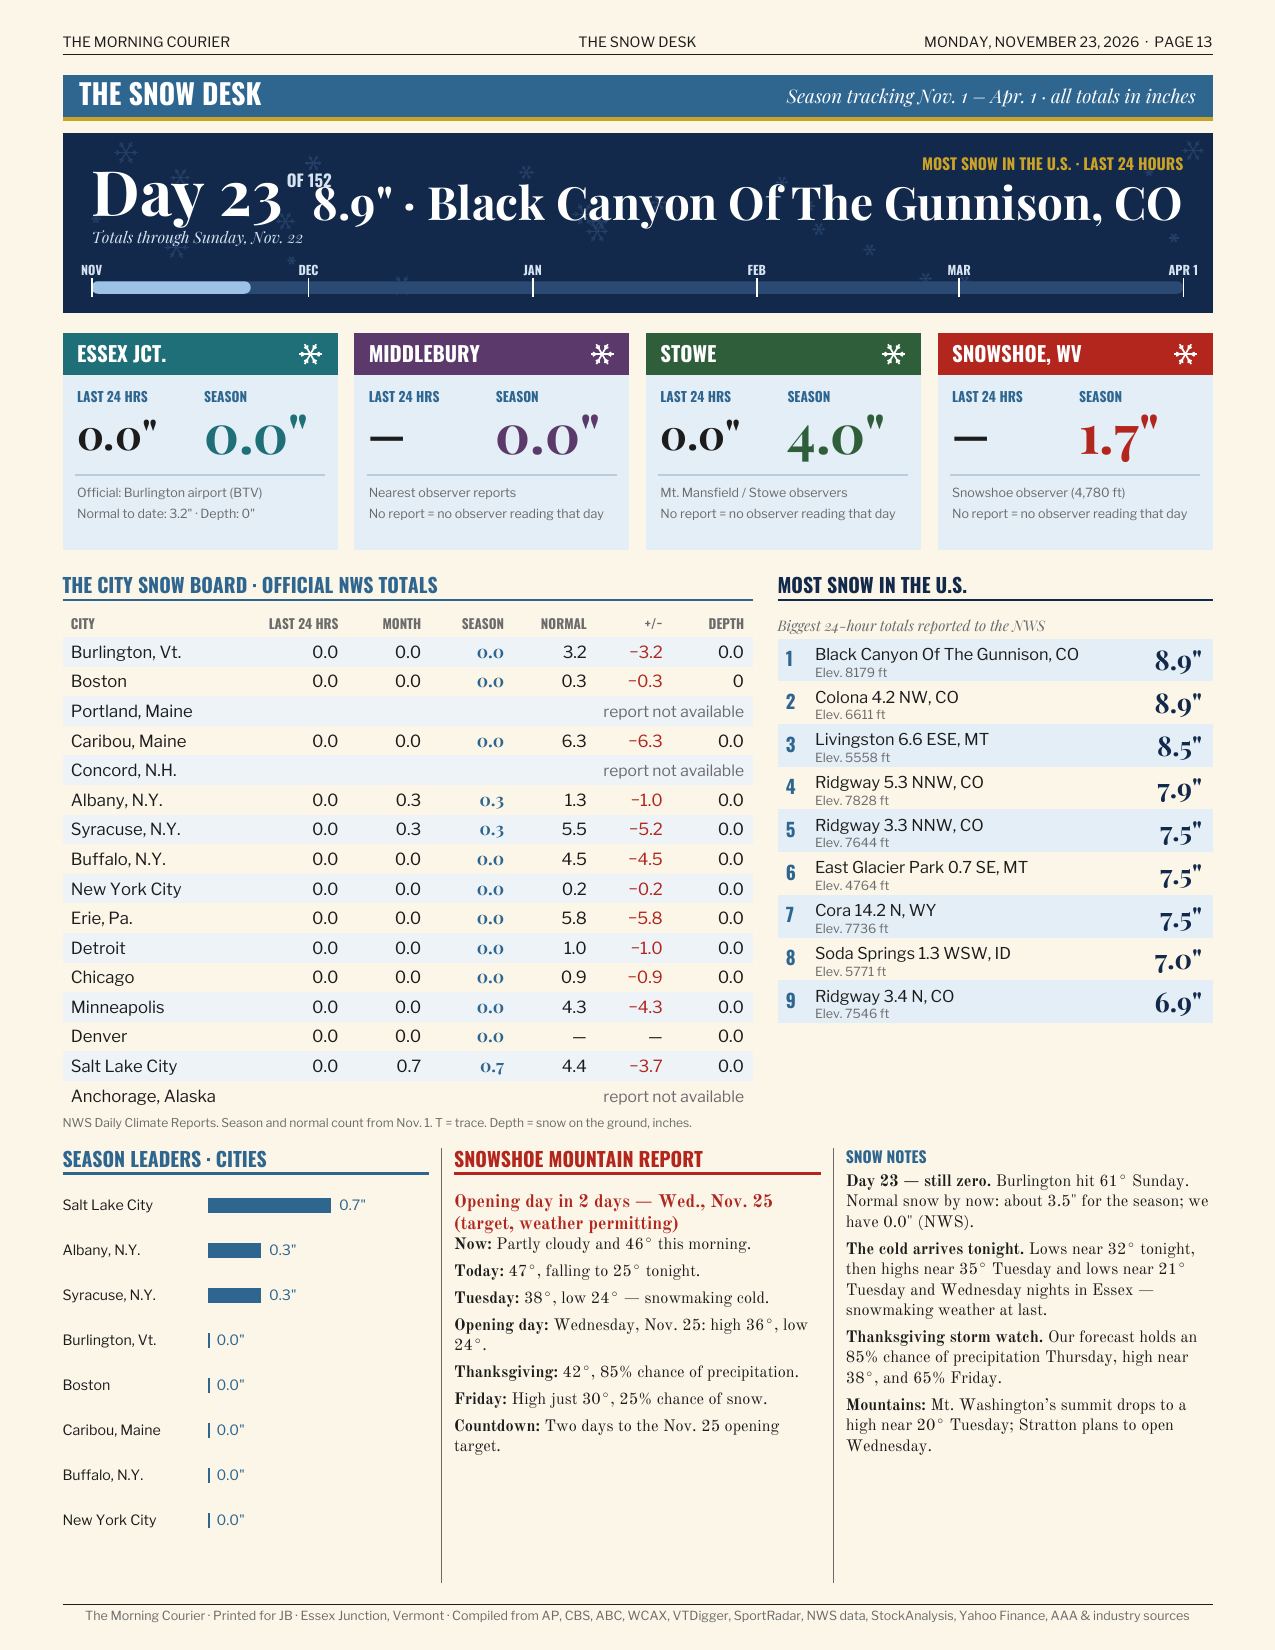 THE MORNING COURIER THE SNOW DESK MONDAY, NOVEMBER 23, 2026 · PAGE 13
THE SNOW DESK Season tracking Nov. 1 – Apr. 1 · all totals in inches
MOST SNOW IN THE U.S. · LAST 24 HOURS
Day 23 OF 152
8.9" · Black Canyon Of The Gunnison, CO
Totals through Sunday, Nov. 22
NOV DEC JAN FEB MAR APR 1
ESSEX JCT.
LAST 24 HRS SEASON
0.0" 0.0"
Official: Burlington airport (BTV)
Normal to date: 3.2" · Depth: 0"
MIDDLEBURY
LAST 24 HRS SEASON
— 0.0"
Nearest observer reports
No report = no observer reading that day
STOWE
LAST 24 HRS SEASON
0.0" 4.0"
Mt. Mansfield / Stowe observers
No report = no observer reading that day
SNOWSHOE, WV
LAST 24 HRS SEASON
— 1.7"
Snowshoe observer (4,780 ft)
No report = no observer reading that day
THE CITY SNOW BOARD · OFFICIAL NWS TOTALS
CITY LAST 24 HRS MONTH SEASON NORMAL +/− DEPTH
Burlington, Vt. 0.0 0.0 0.0 3.2 −3.2 0.0
Boston 0.0 0.0 0.0 0.3 −0.3 0
Portland, Maine report not available
Caribou, Maine 0.0 0.0 0.0 6.3 −6.3 0.0
Concord, N.H. report not available
Albany, N.Y. 0.0 0.3 0.3 1.3 −1.0 0.0
Syracuse, N.Y. 0.0 0.3 0.3 5.5 −5.2 0.0
Buffalo, N.Y. 0.0 0.0 0.0 4.5 −4.5 0.0
New York City 0.0 0.0 0.0 0.2 −0.2 0.0
Erie, Pa. 0.0 0.0 0.0 5.8 −5.8 0.0
Detroit 0.0 0.0 0.0 1.0 −1.0 0.0
Chicago 0.0 0.0 0.0 0.9 −0.9 0.0
Minneapolis 0.0 0.0 0.0 4.3 −4.3 0.0
Denver 0.0 0.0 0.0 — — 0.0
Salt Lake City 0.0 0.7 0.7 4.4 −3.7 0.0
Anchorage, Alaska report not available
NWS Daily Climate Reports. Season and normal count from Nov. 1. T = trace. Depth = snow on the ground, inches.
MOST SNOW IN THE U.S.
Biggest 24-hour totals reported to the NWS
1 Black Canyon Of The Gunnison, CO 8.9"
Elev. 8179 ft
2 Colona 4.2 NW, CO 8.9"
Elev. 6611 ft
3 Livingston 6.6 ESE, MT 8.5"
Elev. 5558 ft
4 Ridgway 5.3 NNW, CO 7.9"
Elev. 7828 ft
5 Ridgway 3.3 NNW, CO 7.5"
Elev. 7644 ft
6 East Glacier Park 0.7 SE, MT 7.5"
Elev. 4764 ft
7 Cora 14.2 N, WY 7.5"
Elev. 7736 ft
8 Soda Springs 1.3 WSW, ID 7.0"
Elev. 5771 ft
9 Ridgway 3.4 N, CO 6.9"
Elev. 7546 ft
SEASON LEADERS · CITIES
Salt Lake City 0.7"
Albany, N.Y. 0.3"
Syracuse, N.Y. 0.3"
Burlington, Vt. 0.0"
Boston 0.0"
Caribou, Maine 0.0"
Buffalo, N.Y. 0.0"
New York City 0.0"
SNOWSHOE MOUNTAIN REPORT
Opening day in 2 days — Wed., Nov. 25
(target, weather permitting)
Now: Partly cloudy and 46° this morning.
Today: 47°, falling to 25° tonight.
Tuesday: 38°, low 24° — snowmaking cold.
Opening day: Wednesday, Nov. 25: high 36°, low
24°.
Thanksgiving: 42°, 85% chance of precipitation.
Friday: High just 30°, 25% chance of snow.
Countdown: Two days to the Nov. 25 opening
target.
SNOW NOTES
Day 23 — still zero. Burlington hit 61° Sunday.
Normal snow by now: about 3.5" for the season; we
have 0.0" (NWS).
The cold arrives tonight. Lows near 32° tonight,
then highs near 35° Tuesday and lows near 21°
Tuesday and Wednesday nights in Essex —
snowmaking weather at last.
Thanksgiving storm watch. Our forecast holds an
85% chance of precipitation Thursday, high near
38°, and 65% Friday.
Mountains: Mt. Washington's summit drops to a
high near 20° Tuesday; Stratton plans to open
Wednesday.
The Morning Courier · Printed for JB · Essex Junction, Vermont · Compiled from AP, CBS, ABC, WCAX, VTDigger, SportRadar, NWS data, StockAnalysis, Yahoo Finance, AAA & industry sources